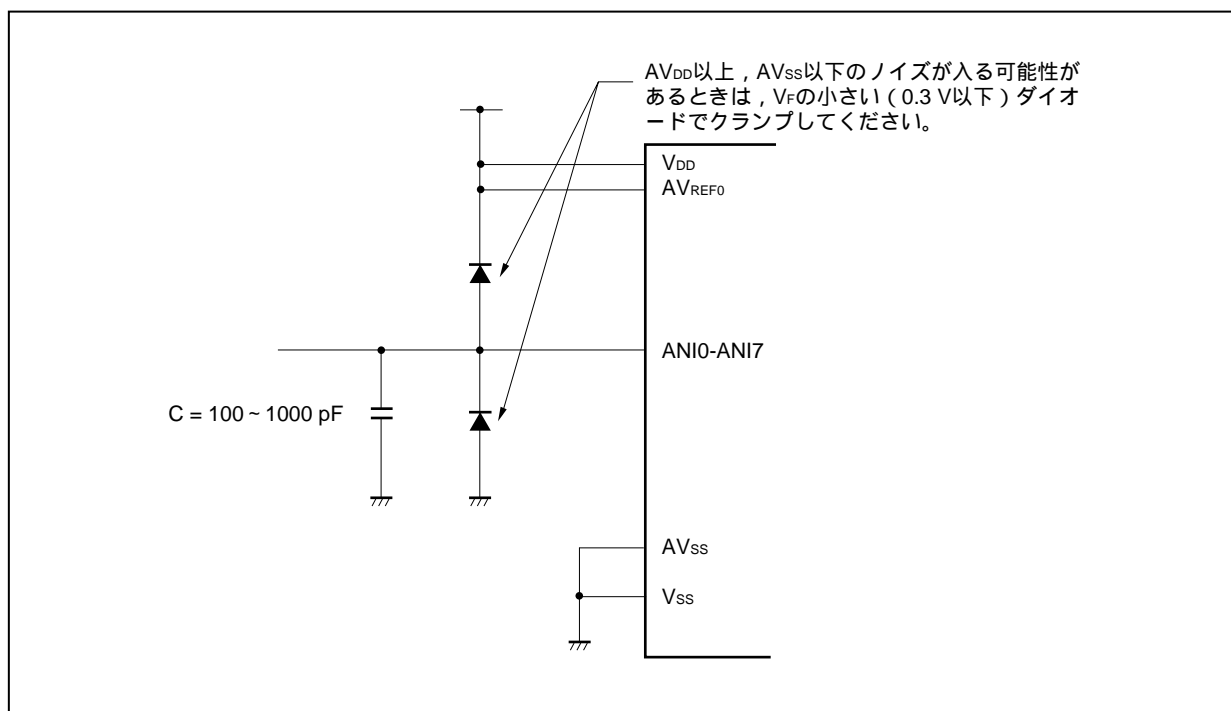 AVDD以上，AVSS以下のノイズが入る可能性が
あるときは，VFの小さい（0.3 V以下）ダイオ
ードでクランプしてください。
VDD
AVREF0
ANI0-ANI7
C = 100 ~ 1000 pF
AVSS
VSS